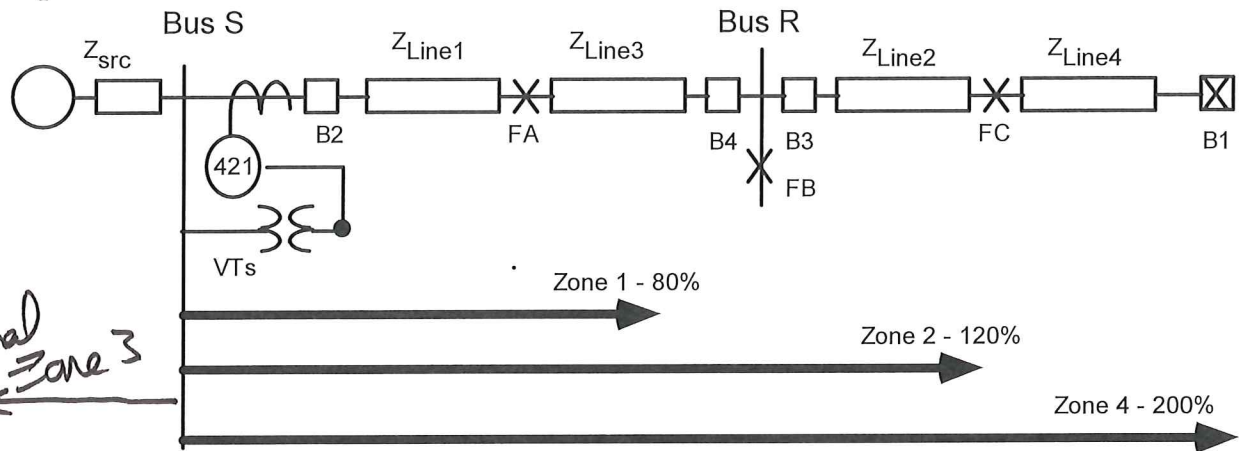 Bus S
Bus R
Zsrc
ZLine1
ZLine3
ZLine2
ZLine4
B2
FA
B4
B3
FC
B1
421
FB
VTs
Zone 1 - 80%
Zone 3
Zone 2 - 120%
Zone 4 - 200%